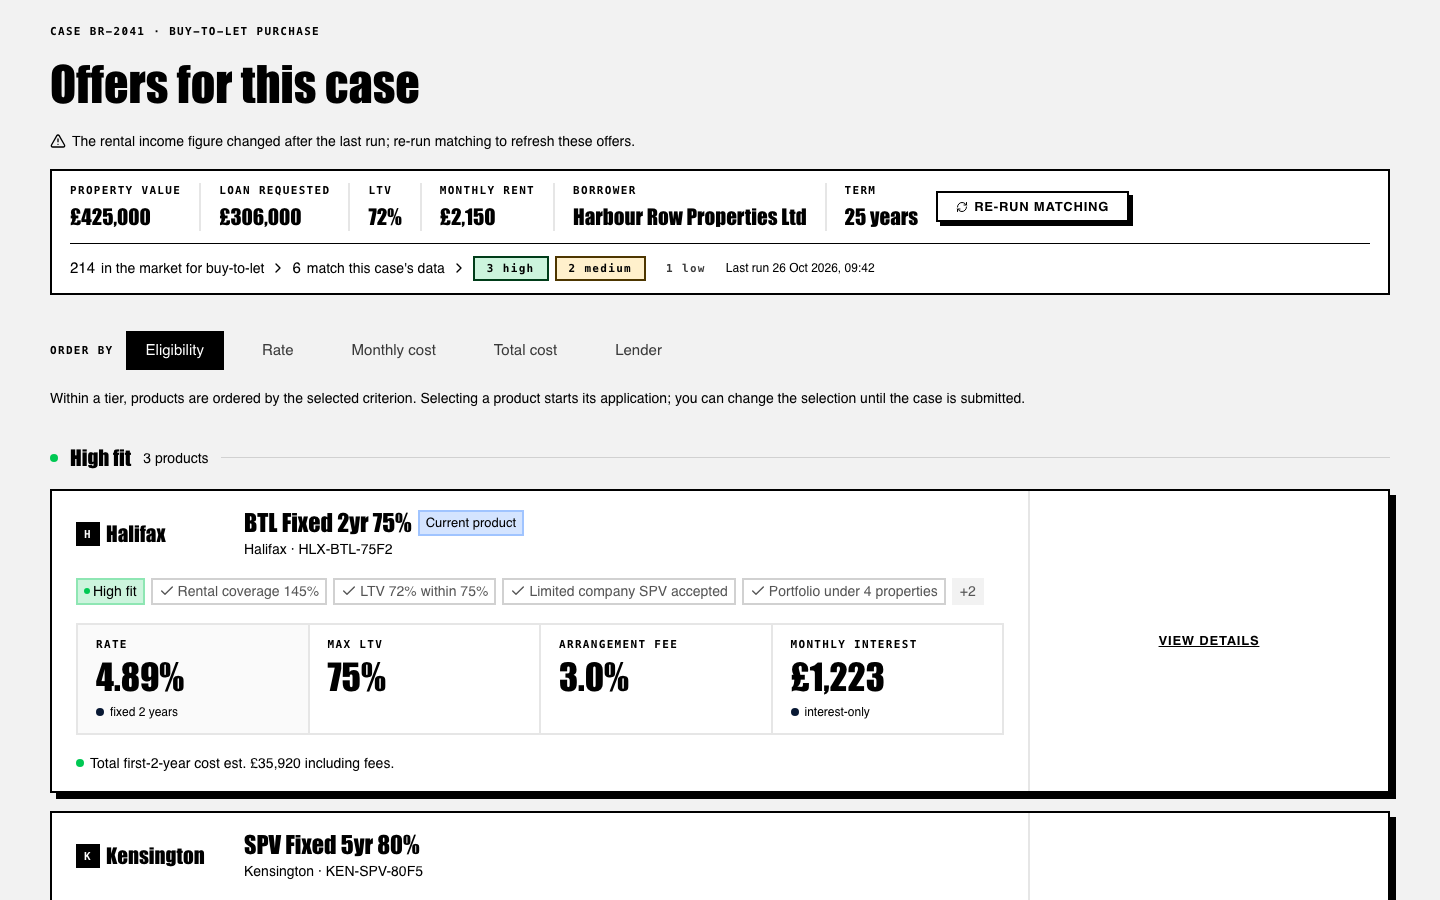 CASE BR-2041 · BUY-TO-LET PURCHASE
Offers for this case
The rental income figure changed after the last run; re-run matching to refresh these offers.
PROPERTY VALUE LOAN REQUESTED LTV MONTHLY RENT BORROWER TERM
£425,000 £306,000 72% £2,150 Harbour Row Properties Ltd 25 years RE-RUN MATCHING
214 in the market for buy-to-let 6 match this case's data 3 high 2 medium 1 low Last run 26 Oct 2026, 09:42
ORDER BY Eligibility Rate Monthly cost Total cost Lender
Within a tier, products are ordered by the selected criterion. Selecting a product starts its application; you can change the selection until the case is submitted.
High fit 3 products
H Halifax BTL Fixed 2yr 75% Current product
Halifax · HLX-BTL-75F2
High fit Rental coverage 145% LTV 72% within 75% Limited company SPV accepted Portfolio under 4 properties +2
VIEW DETAILS
RATE MAX LTV ARRANGEMENT FEE MONTHLY INTEREST
4.89% 75% 3.0% £1,223
fixed 2 years interest-only
Total first-2-year cost est. £35,920 including fees.
K Kensington SPV Fixed 5yr 80%
Kensington · KEN-SPV-80F5